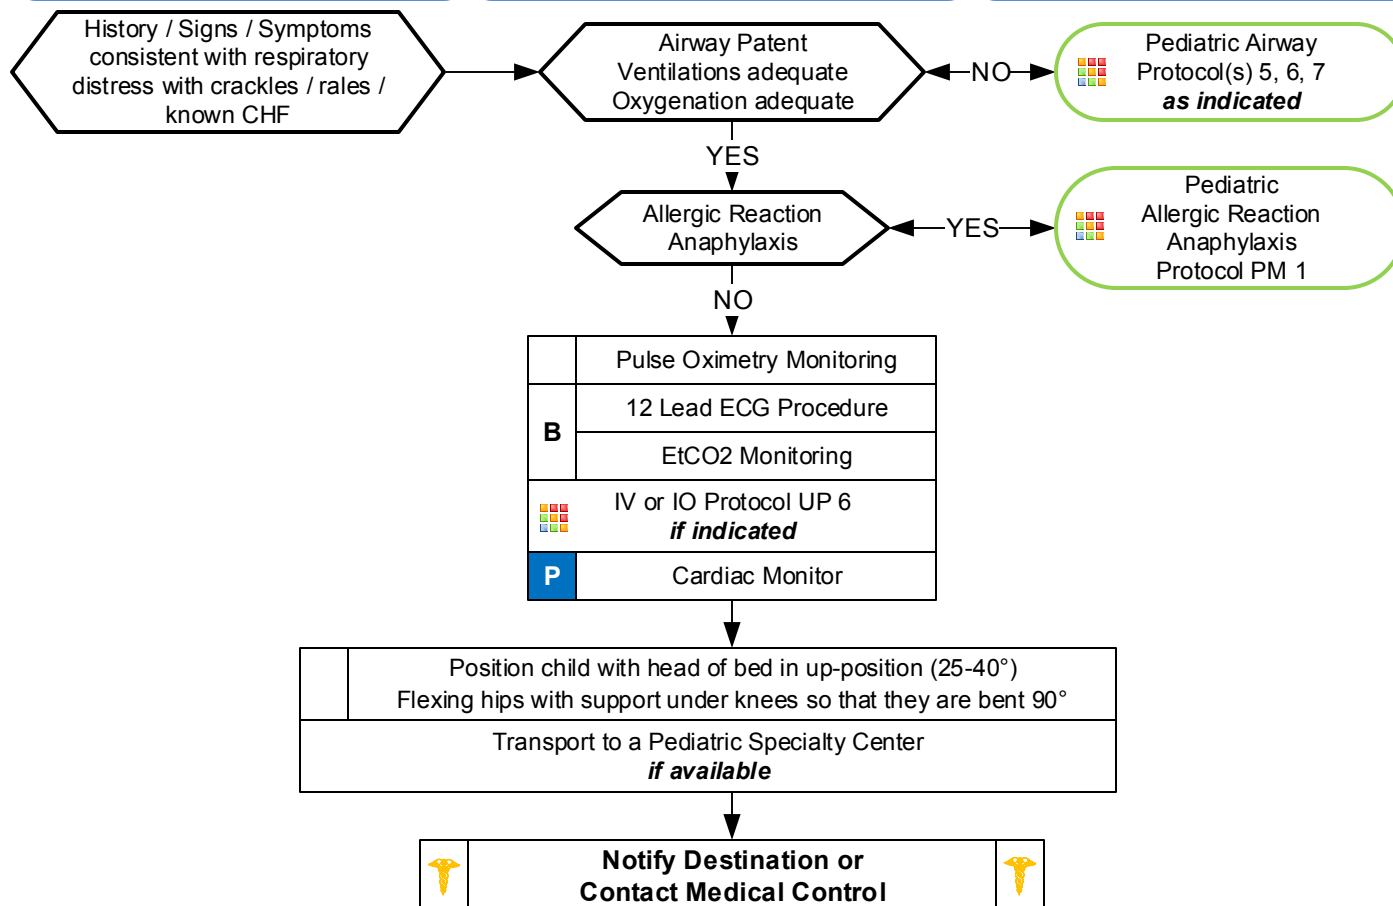 History / Signs / Symptoms
consistent with respiratory
distress with crackles / rales /
known CHF
Airway Patent
Ventilations adequate
Oxygenation adequate
NO
Pediatric Airway
Protocol(s) 5, 6, 7
as indicated
YES
Allergic Reaction
Anaphylaxis
YES
Pediatric
Allergic Reaction
Anaphylaxis
Protocol PM 1
NO
Pulse Oximetry Monitoring
B
12 Lead ECG Procedure
EtCO2 Monitoring
IV or IO Protocol UP 6
if indicated
P
Cardiac Monitor
Position child with head of bed in up-position (25-40°)
Flexing hips with support under knees so that they are bent 90°
Transport to a Pediatric Specialty Center
if available
Notify Destination or
Contact Medical Control